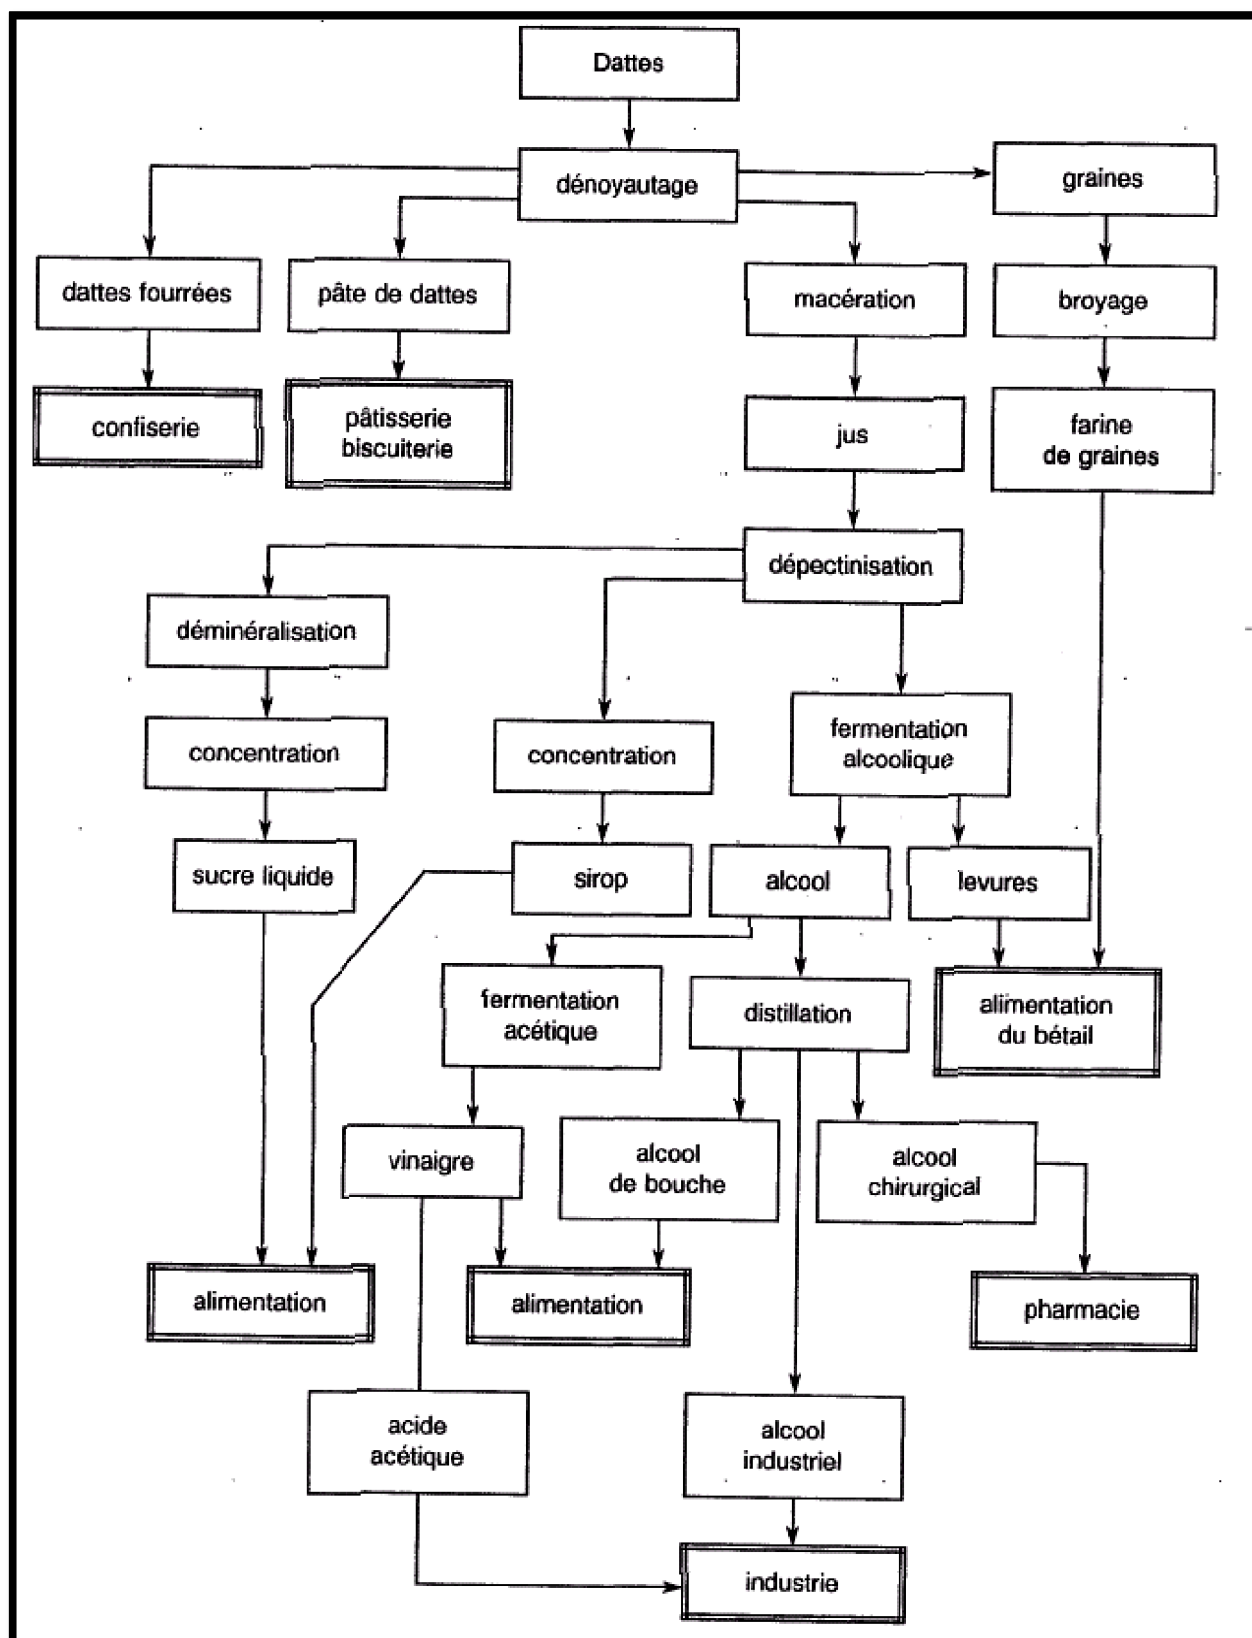 Dattes
dénoyautage
graines
dattes fourrées
pâte de dattes
macération
broyage
confiserie
pâtisserie
biscuiterie
jus
farine
de graines
dépectinisation
déminéralisation
concentration
concentration
fermentation
alcoolique
sucre liquide
sirop
alcool
levures
fermentation
acétique
distillation
alimentation
du bétail
vinaigre
alcool
de bouche
alcool
chirurgical
alimentation
alimentation
pharmacie
acide
acétique
alcool
industriel
industrie